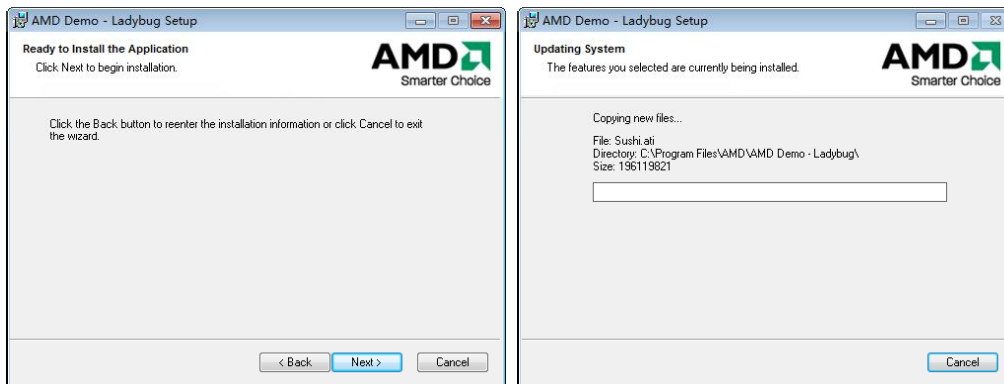 AMD Demo - Ladybug Setup
Ready to Install the Application
Click Next to begin installation.
AMD
Smarter Choice
Click the Back button to reenter the installation information or click Cancel to exit
the wizard.
< Back
Next >
Cancel
AMD Demo - Ladybug Setup
Updating System
The features you selected are currently being installed.
AMD
Smarter Choice
Copying new files...
File: Sushi.ati
Directory: C:\Program Files\AMD\AMD Demo - Ladybug\
Size: 196119821
Cancel